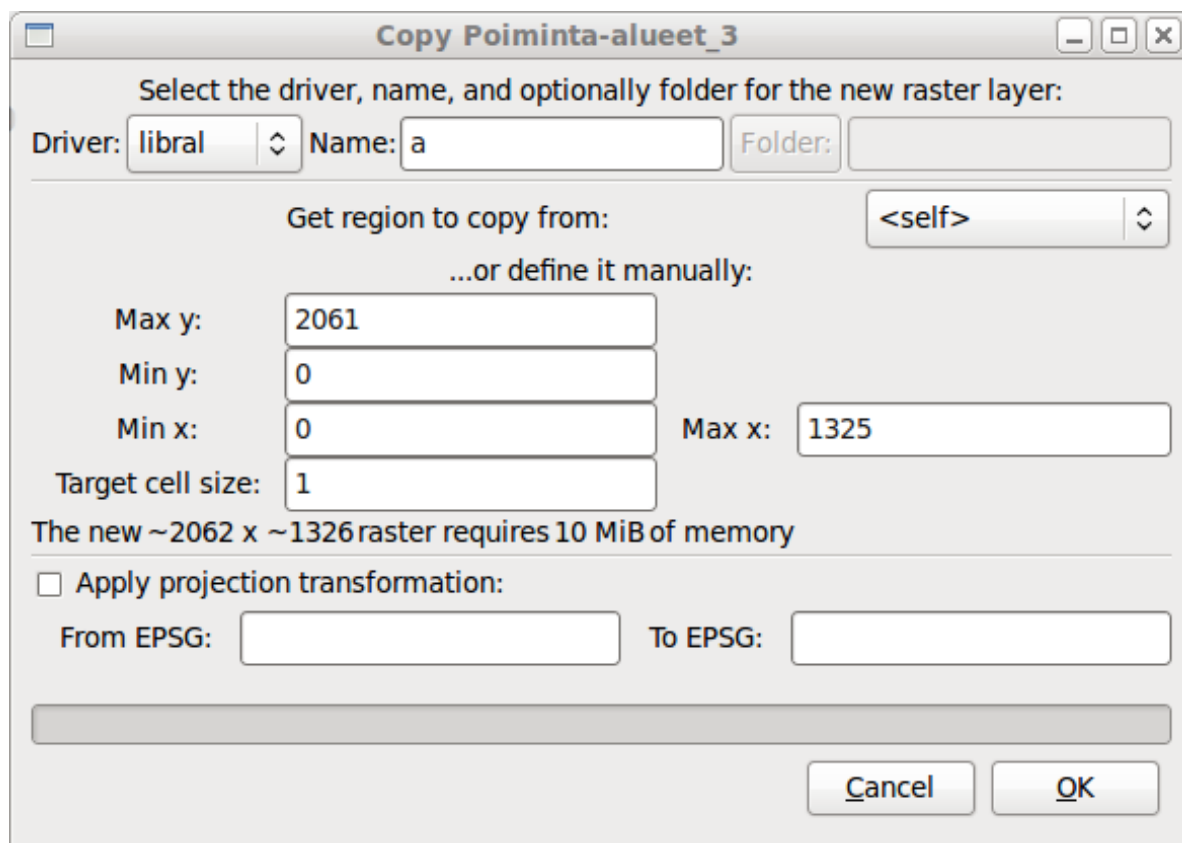 Copy Poiminta-alueet_3
Select the driver, name, and optionally folder for the new raster layer:
Driver: libral Name: a Folder:
Get region to copy from: <self>
...or define it manually:
Max y: 2061
Min y: 0
Min x: 0 Max x: 1325
Target cell size: 1
The new ~2062 x ~1326 raster requires 10 MiB of memory
Apply projection transformation:
From EPSG: To EPSG:
Cancel OK